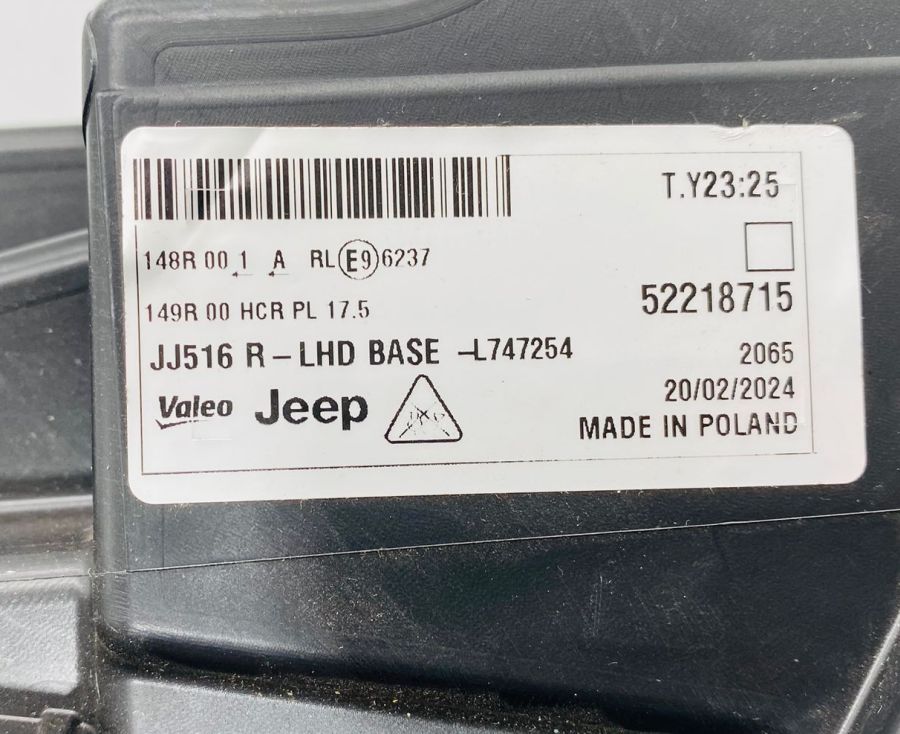 T.Y23:25
148R 00 1 A RL E9 6237
149R 00 HCR PL 17.5
52218715
JJ516 R-LHD BASE -L747254
2065
Valeo Jeep
20/02/2024
MADE IN POLAND